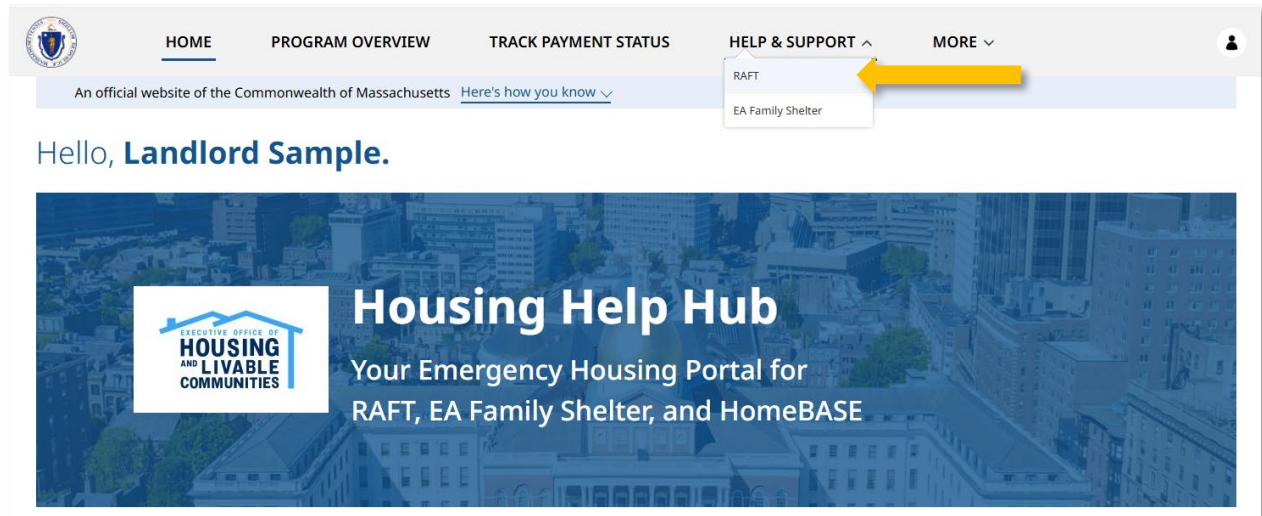 HOME PROGRAM OVERVIEW TRACK PAYMENT STATUS HELP & SUPPORT MORE
RAFT
EA Family Shelter
An official website of the Commonwealth of Massachusetts Here's how you know
Hello, Landlord Sample.
EXECUTIVE OFFICE OF
HOUSING
AND LIVABLE
COMMUNITIES
Housing Help Hub
Your Emergency Housing Portal for
RAFT, EA Family Shelter, and HomeBASE